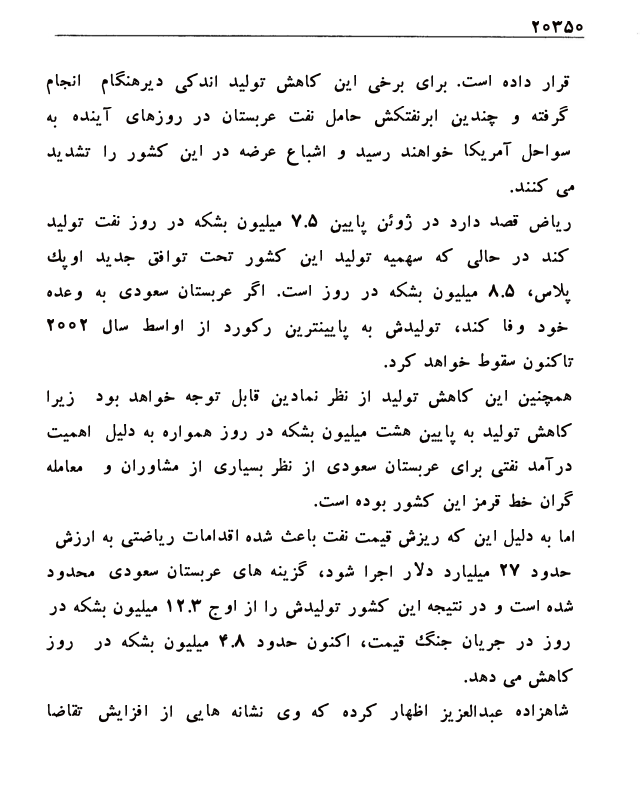 ۲۰۳۵۰
قرار داده است. برای برخی این کاهش تولید اندکی دیرهنگام انجام
گرفته و چندین ابرنفتکش حامل نفت عربستان در روزهای آینده به
سواحل آمریکا خواهند رسید و اشباع عرضه در این کشور را تشدید
می کنند.
ریاض قصد دارد در ژوئن پایین ۷.۵ میلیون بشکه در روز نفت تولید
کند در حالی که سهمیه تولید این کشور تحت توافق جدید اوپك
پلاس، ۸.۵ میلیون بشکه در روز است. اگر عربستان سعودی به وعده
خود وفا کند، تولیدش به پایینترین رکورد از اواسط سال ۲۰۰۲
تاکنون سقوط خواهد کرد.
همچنین این کاهش تولید از نظر نمادین قابل توجه خواهد بود زیرا
کاهش تولید به پایین هشت میلیون بشکه در روز همواره به دلیل اهمیت
درآمد نفتی برای عربستان سعودی از نظر بسیاری از مشاوران و معامله
گران خط قرمز این کشور بوده است.
اما به دلیل این که ریزش قیمت نفت باعث شده اقدامات ریاضتی به ارزش
حدود ۲۷ میلیارد دلار اجرا شود، گزینه های عربستان سعودی محدود
شده است و در نتیجه این کشور تولیدش را از اوج ۱۲.۳ میلیون بشکه در
روز در جریان جنگ قیمت، اکنون حدود ۴.۸ میلیون بشکه در روز
کاهش می دهد.
شاهزاده عبدالعزیز اظهار کرده که وی نشانه هایی از افزایش تقاضا